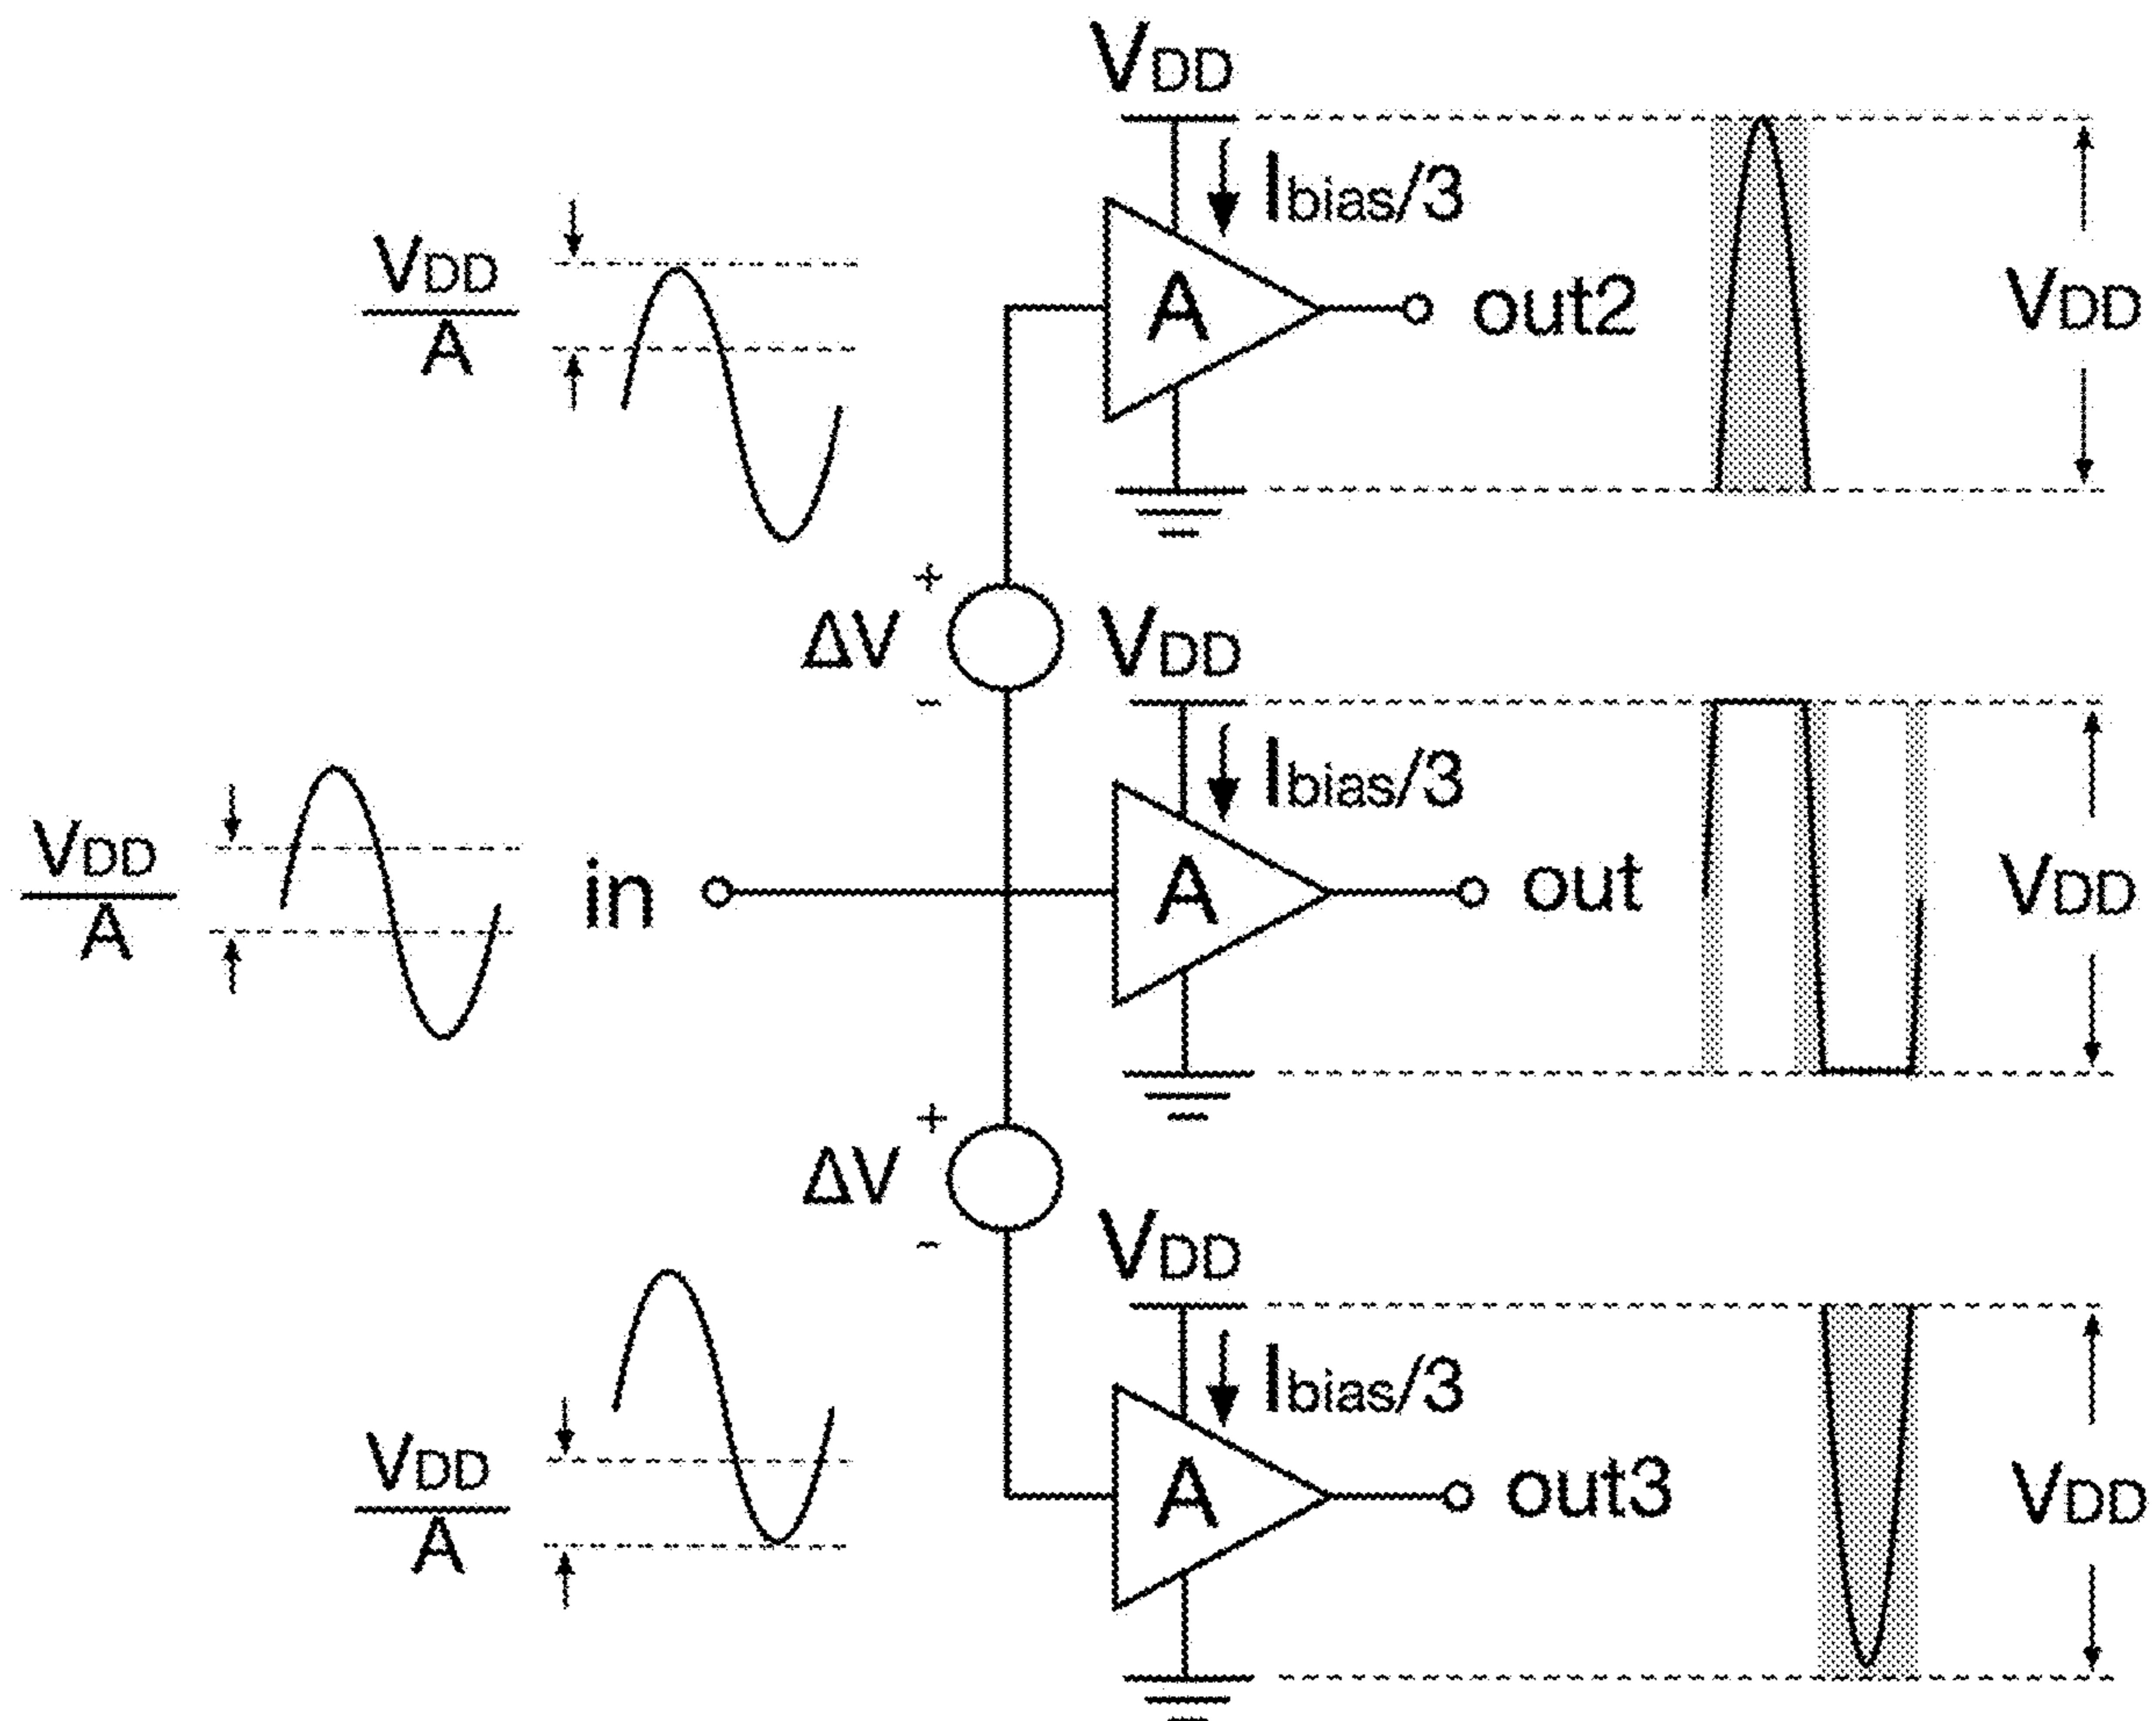 VDD
Ibias/3
VDD
A
A
out2
VDD
+
ΔV
-
VDD
Ibias/3
VDD
A
in
A
out
VDD
+
ΔV
-
VDD
Ibias/3
VDD
A
A
out3
VDD